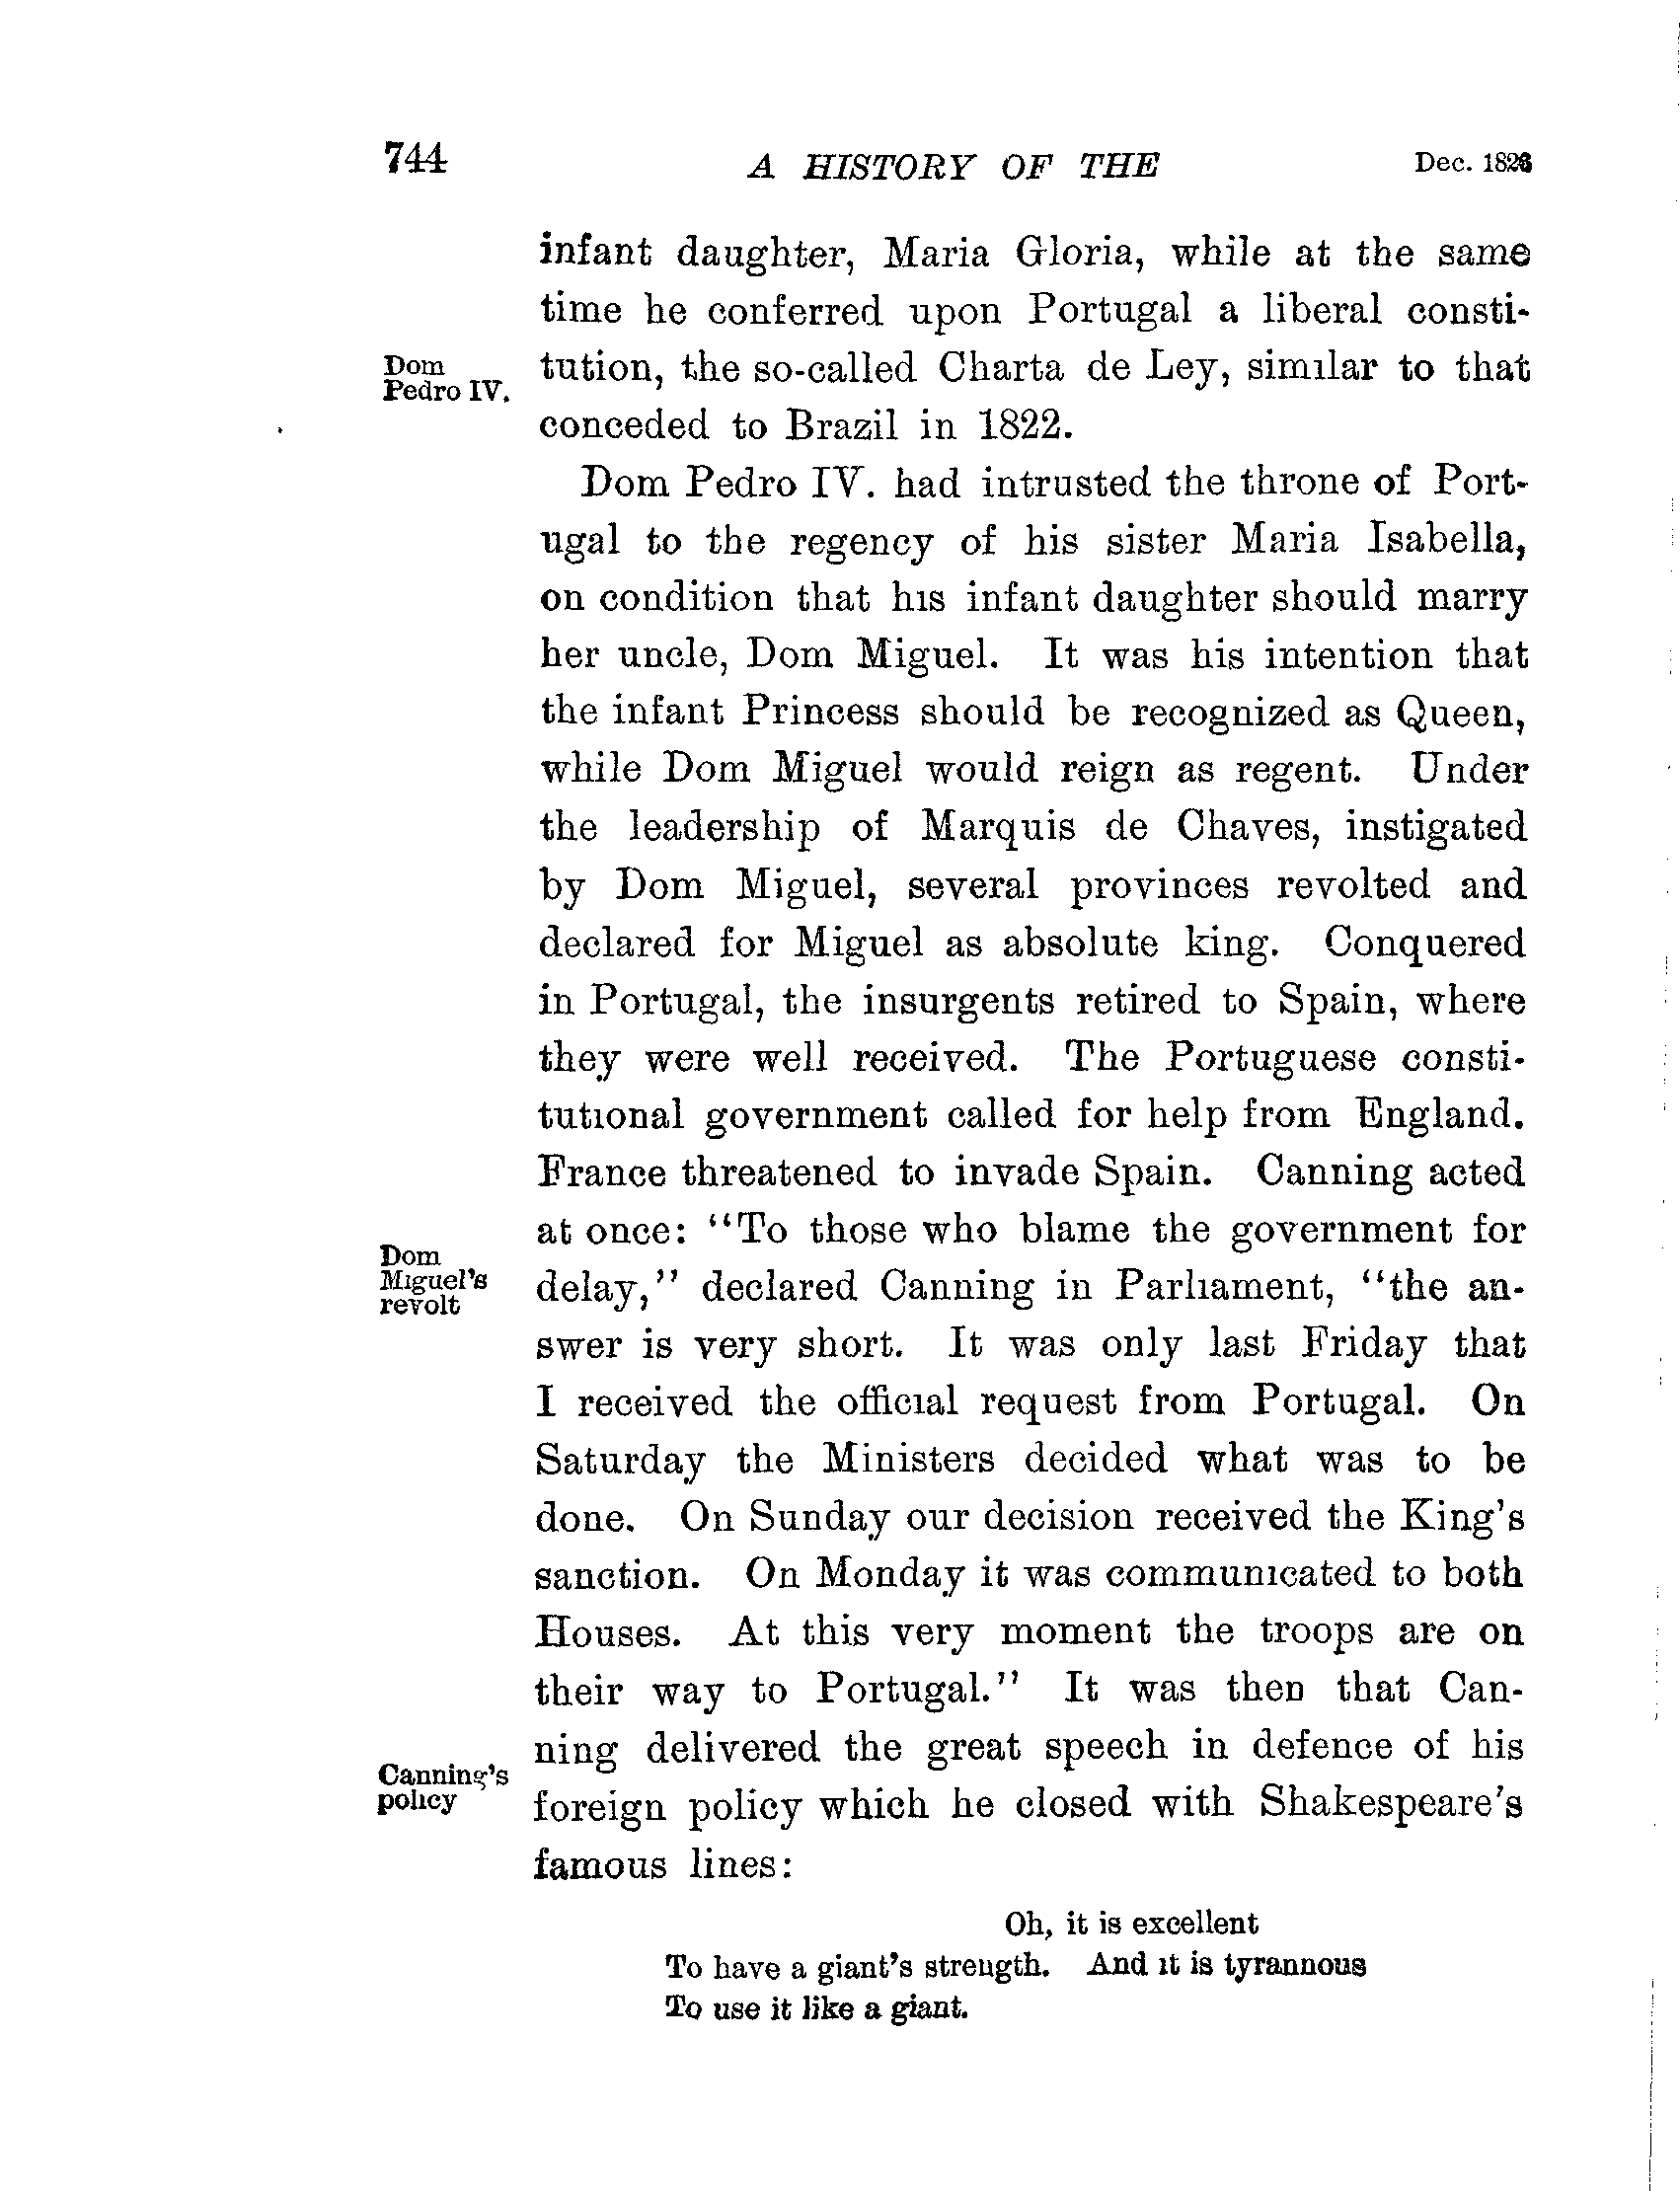 744 A HISTORY OF THE Dec. 1826
infant daughter, Maria Gloria, while at the same
time he conferred upon Portugal a liberal consti-
Dom
Pedro IV.
tution, the so-called Charta de Ley, similar to that
conceded to Brazil in 1822.
Dom Pedro IV. had intrusted the throne of Port-
ugal to the regency of his sister Maria Isabella,
on condition that his infant daughter should marry
her uncle, Dom Miguel. It was his intention that
the infant Princess should be recognized as Queen,
while Dom Miguel would reign as regent. Under
the leadership of Marquis de Chaves, instigated
by Dom Miguel, several provinces revolted and
declared for Miguel as absolute king. Conquered
in Portugal, the insurgents retired to Spain, where
they were well received. The Portuguese consti-
tutional government called for help from England.
France threatened to invade Spain. Canning acted
at once: "To those who blame the government for
Dom
Miguel's
revolt
delay," declared Canning in Parliament, "the an-
swer is very short. It was only last Friday that
I received the official request from Portugal. On
Saturday the Ministers decided what was to be
done. On Sunday our decision received the King's
sanction. On Monday it was communicated to both
Houses. At this very moment the troops are on
their way to Portugal." It was then that Can-
ning delivered the great speech in defence of his
Canning's
policy
foreign policy which he closed with Shakespeare's
famous lines:
Oh, it is excellent
To have a giant's strength. And it is tyrannous
To use it like a giant.